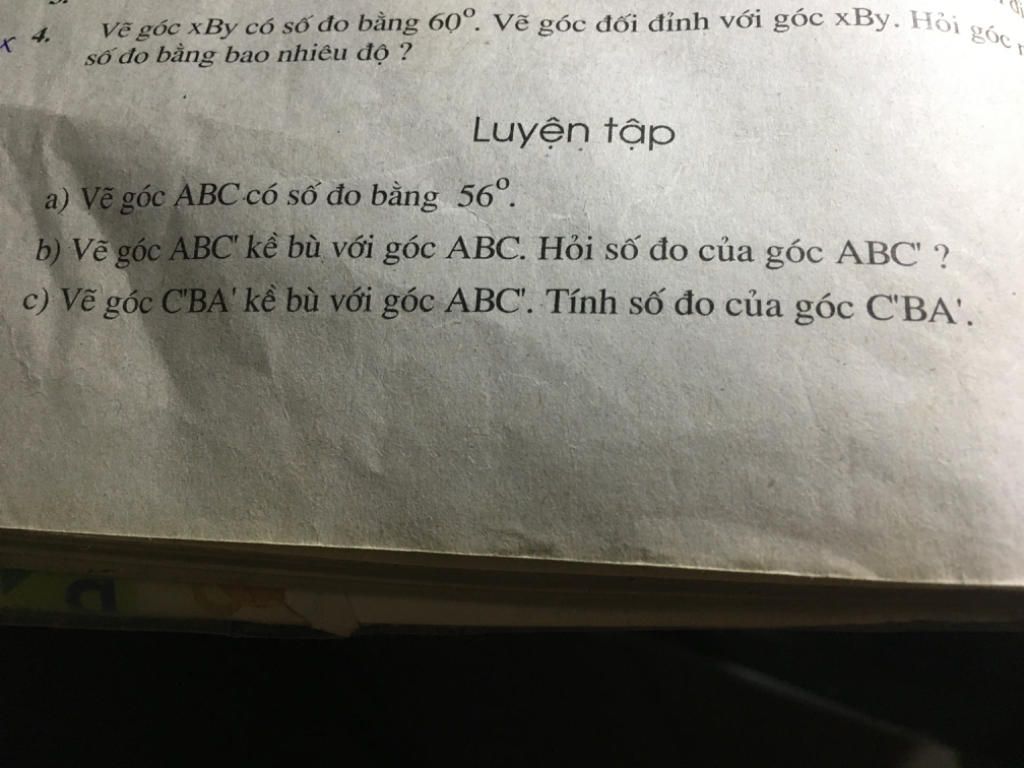 4. Vẽ góc xBy có số đo bằng 60°. Vẽ góc đối đỉnh với góc xBy. Hỏi góc
số đo bằng bao nhiêu độ ?
Luyện tập
a) Vẽ góc ABC có số đo bằng 56°.
b) Vẽ góc ABC' kề bù với góc ABC. Hỏi số đo của góc ABC' ?
c) Vẽ góc C'BA' kề bù với góc ABC'. Tính số đo của góc C'BA'.